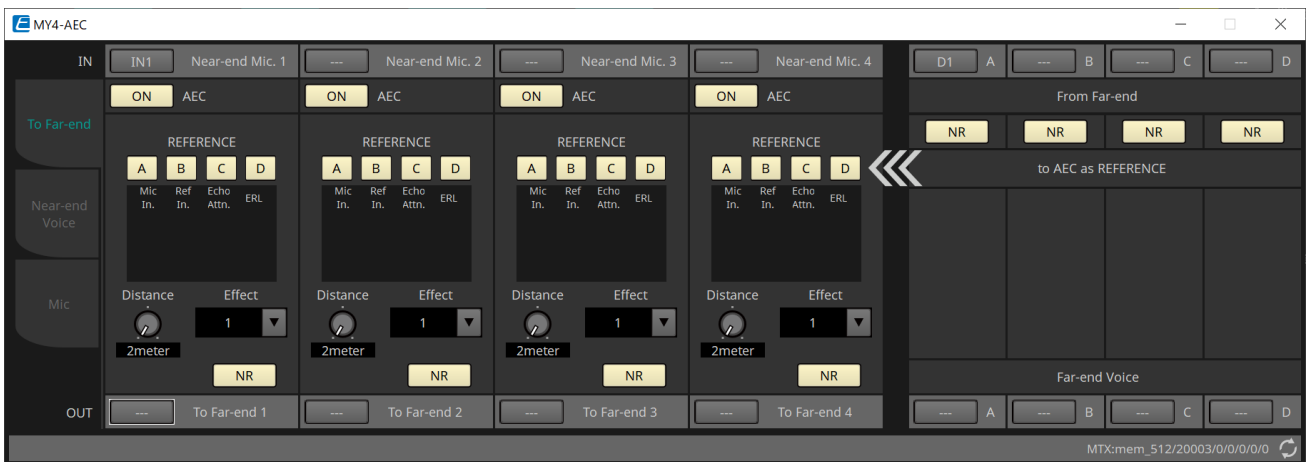 MY4-AEC
IN IN1 Near-end Mic. 1 --- Near-end Mic. 2 --- Near-end Mic. 3 --- Near-end Mic. 4 D1 A --- B --- C --- D
ON AEC ON AEC ON AEC ON AEC From Far-end
To Far-end
NR NR NR NR
REFERENCE REFERENCE REFERENCE REFERENCE
A B C D A B C D A B C D A B C D to AEC as REFERENCE
Mic Ref Echo Mic Ref Echo Mic Ref Echo Mic Ref Echo
In. In. Attn. ERL In. In. Attn. ERL In. In. Attn. ERL In. In. Attn. ERL
Near-end
Voice
Mic
Distance Effect Distance Effect Distance Effect Distance Effect
1 1 1 1
2meter 2meter 2meter 2meter
NR NR NR NR Far-end Voice
OUT --- To Far-end 1 --- To Far-end 2 --- To Far-end 3 --- To Far-end 4 --- A --- B --- C --- D
MTX:mem_512/20003/0/0/0/0/0